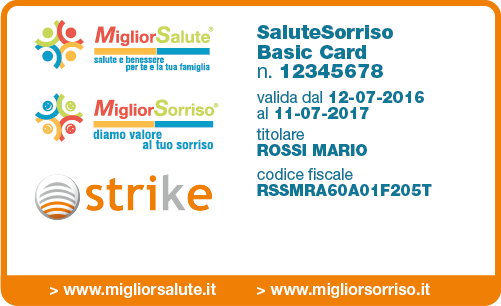 MigliorSalute®
salute e benessere
per te e la tua famiglia
MigliorSorriso®
diamo valore
al tuo sorriso
strike
SaluteSorriso
Basic Card
n. 12345678
valida dal 12-07-2016
al 11-07-2017
titolare
ROSSI MARIO
codice fiscale
RSSMRA60A01F205T
> www.migliorsalute.it
> www.migliorsorriso.it